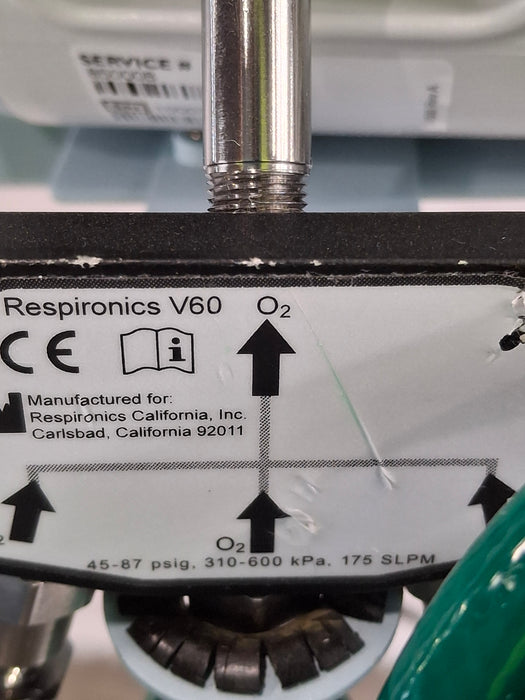 SERVICE #
Respironics V60
O2
CE
i
Manufactured for:
Respironics California, Inc.
Carlsbad, California 92011
O2
45-87 psig, 310-600 kPa, 175 SLPM